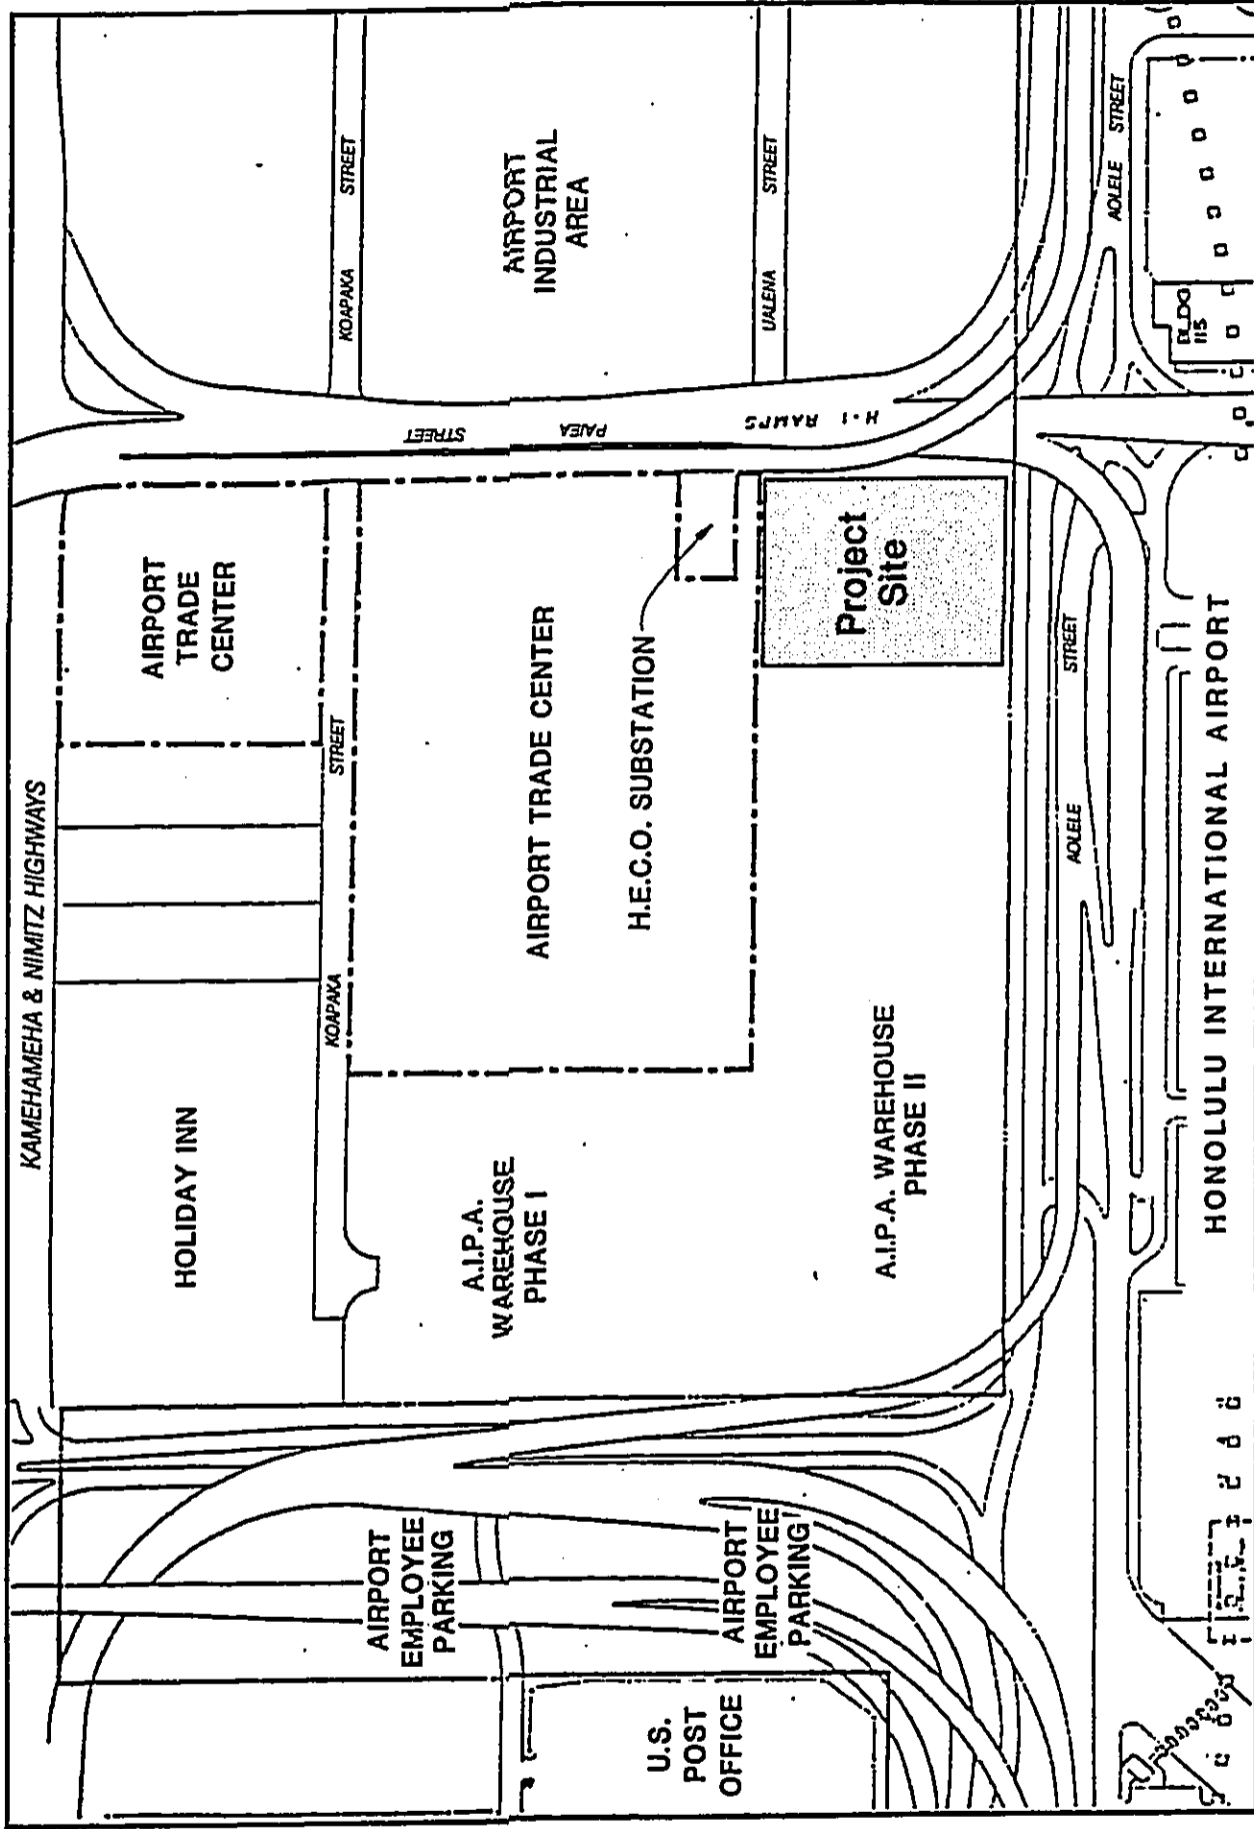 KAMEHAMEHA & NIMITZ HIGHWAYS
HOLIDAY INN
AIRPORT
TRADE
CENTER
KOAPAKA STREET
KOAPAKA STREET
AIRPORT
EMPLOYEE
PARKING
A.I.P.A.
WAREHOUSE
PHASE I
AIRPORT TRADE CENTER
STREET
PAIEA
H-1 RAMPS
AIRPORT
INDUSTRIAL
AREA
H.E.C.O. SUBSTATION
U.S.
POST
OFFICE
AIRPORT
EMPLOYEE
PARKING
UALENA STREET
A.I.P.A. WAREHOUSE
PHASE II
Project
Site
AOLELE STREET
AOLELE STREET
BLDG
115
HONOLULU INTERNATIONAL AIRPORT